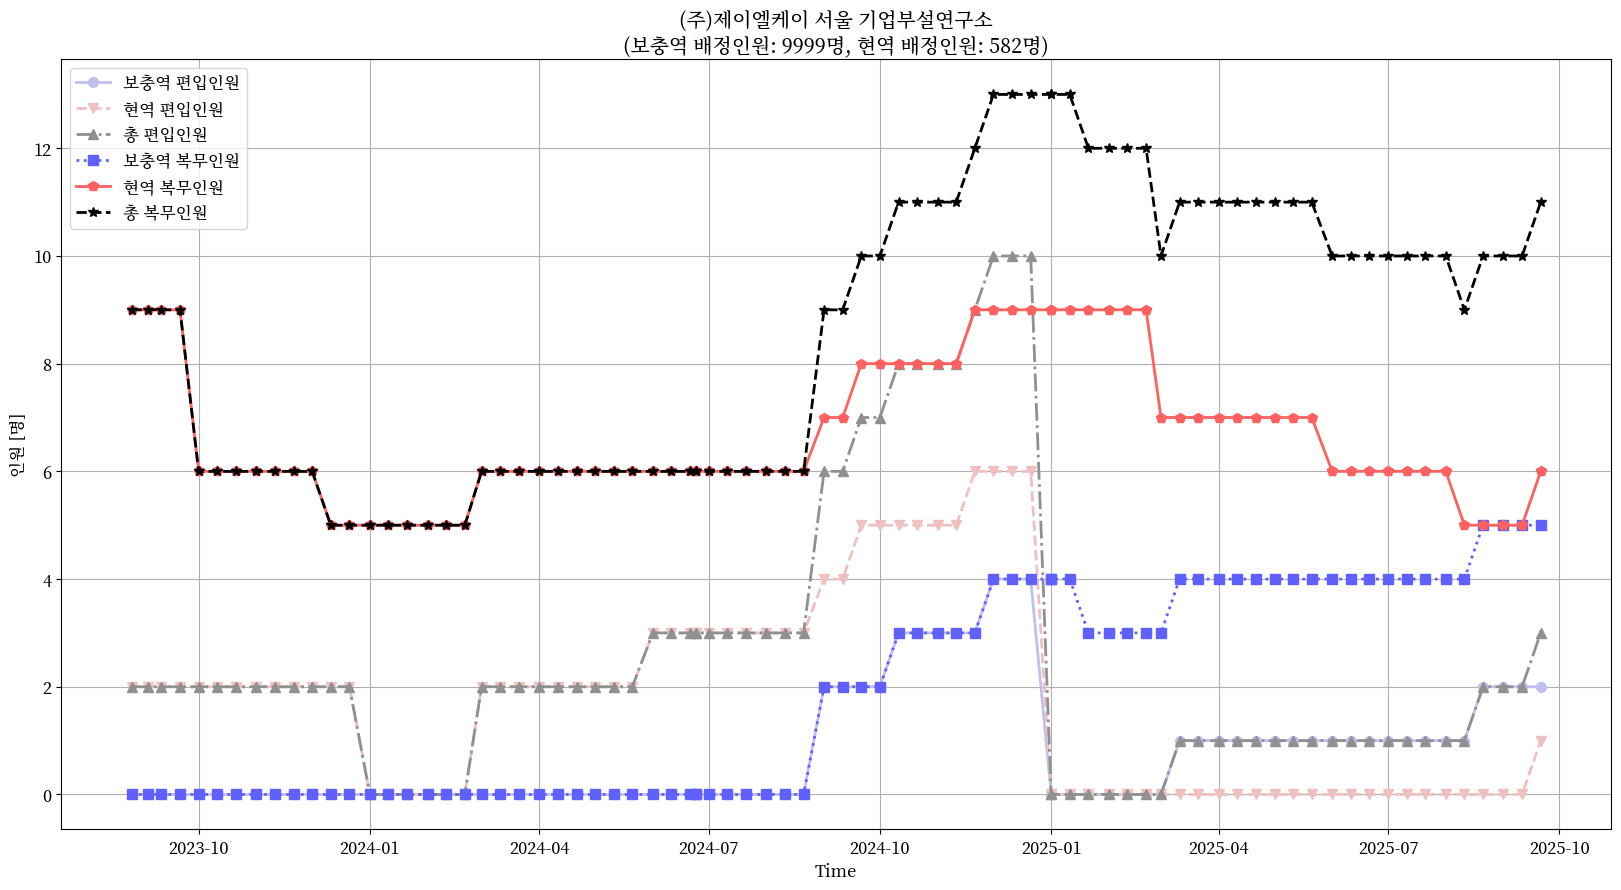 (주)제이엘케이 서울 기업부설연구소
(보충역 배정인원: 9999명, 현역 배정인원: 582명)
보충역 편입인원
현역 편입인원
총 편입인원
보충역 복무인원
현역 복무인원
총 복무인원
인원 [명]
12
10
8
6
4
2
0
2023-10
2024-01
2024-04
2024-07
2024-10
2025-01
2025-04
2025-07
2025-10
Time